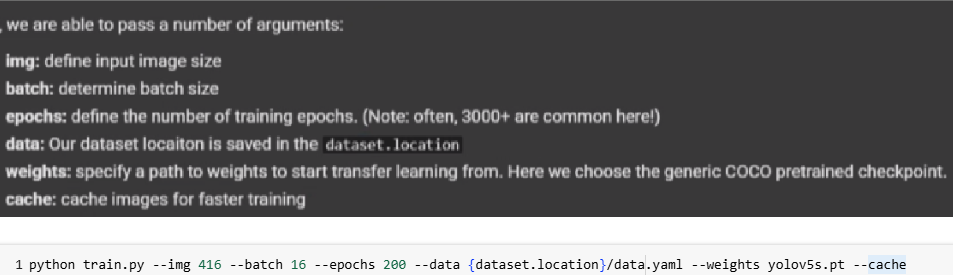 , we are able to pass a number of arguments:
img: define input image size
batch: determine batch size
epochs: define the number of training epochs. (Note: often, 3000+ are common here!)
data: Our dataset locaiton is saved in the dataset.location
weights: specify a path to weights to start transfer learning from. Here we choose the generic COCO pretrained checkpoint.
cache: cache images for faster training
1 python train.py --img 416 --batch 16 --epochs 200 --data {dataset.location}/data.yaml --weights yolov5s.pt --cache